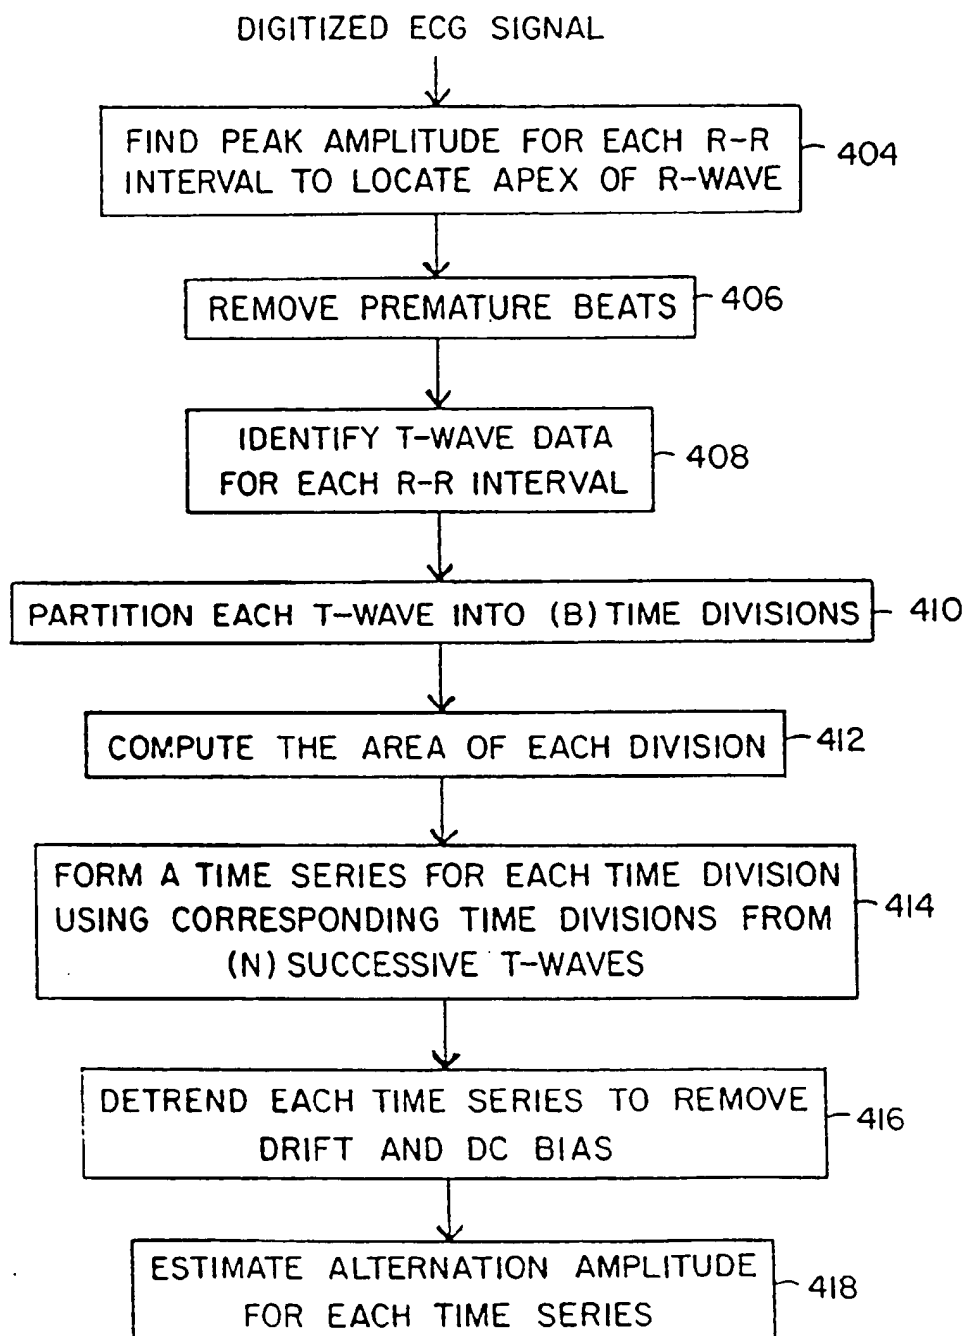 DIGITIZED ECG SIGNAL
FIND PEAK AMPLITUDE FOR EACH R-R
INTERVAL TO LOCATE APEX OF R-WAVE
404
REMOVE PREMATURE BEATS
406
IDENTIFY T-WAVE DATA
FOR EACH R-R INTERVAL
408
PARTITION EACH T-WAVE INTO (B) TIME DIVISIONS
410
COMPUTE THE AREA OF EACH DIVISION
412
FORM A TIME SERIES FOR EACH TIME DIVISION
USING CORRESPONDING TIME DIVISIONS FROM
(N) SUCCESSIVE T-WAVES
414
DETREND EACH TIME SERIES TO REMOVE
DRIFT AND DC BIAS
416
ESTIMATE ALTERNATION AMPLITUDE
FOR EACH TIME SERIES
418